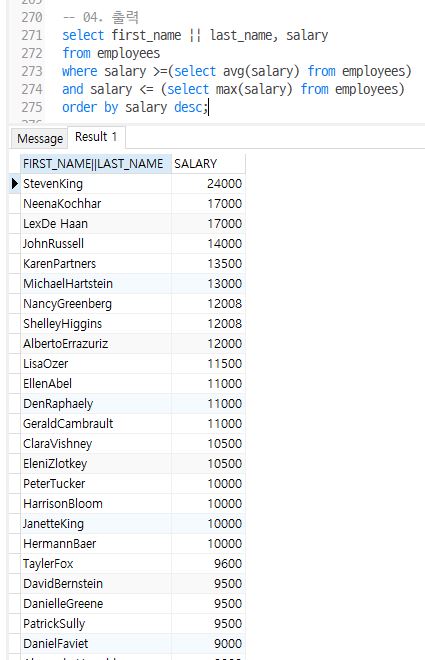 270 -- 04. 출력
271 select first_name || last_name, salary
272 from employees
273 where salary >=(select avg(salary) from employees)
274 and salary <= (select max(salary) from employees)
275 order by salary desc;
Message Result 1
FIRST_NAME||LAST_NAME SALARY
StevenKing 24000
NeenaKochhar 17000
LexDe Haan 17000
JohnRussell 14000
KarenPartners 13500
MichaelHartstein 13000
NancyGreenberg 12008
ShelleyHiggins 12008
AlbertoErrazuriz 12000
LisaOzer 11500
EllenAbel 11000
DenRaphaely 11000
GeraldCambrault 11000
ClaraVishney 10500
EleniZlotkey 10500
PeterTucker 10000
HarrisonBloom 10000
JanetteKing 10000
HermannBaer 10000
TaylerFox 9600
DavidBernstein 9500
DanielleGreene 9500
PatrickSully 9500
DanielFaviet 9000